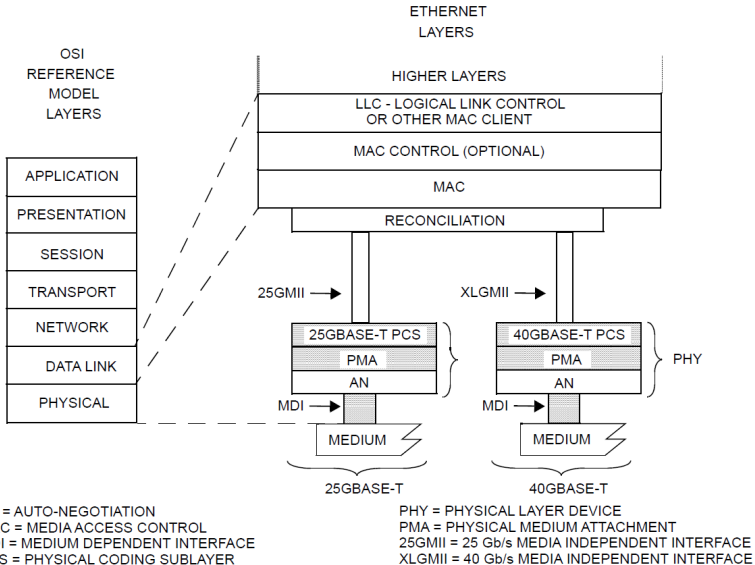 ETHERNET
LAYERS
OSI
REFERENCE
MODEL
LAYERS
HIGHER LAYERS
LLC - LOGICAL LINK CONTROL
OR OTHER MAC CLIENT
MAC CONTROL (OPTIONAL)
MAC
RECONCILIATION
APPLICATION
PRESENTATION
SESSION
TRANSPORT
NETWORK
DATA LINK
PHYSICAL
25GMII
XLGMII
25GBASE-T PCS
PMA
AN
40GBASE-T PCS
PMA
AN
PHY
MDI
MDI
MEDIUM
MEDIUM
25GBASE-T
40GBASE-T
= AUTO-NEGOTIATION
C = MEDIA ACCESS CONTROL
I = MEDIUM DEPENDENT INTERFACE
S = PHYSICAL CODING SUBLAYER
PHY = PHYSICAL LAYER DEVICE
PMA = PHYSICAL MEDIUM ATTACHMENT
25GMII = 25 Gb/s MEDIA INDEPENDENT INTERFACE
XLGMII = 40 Gb/s MEDIA INDEPENDENT INTERFACE